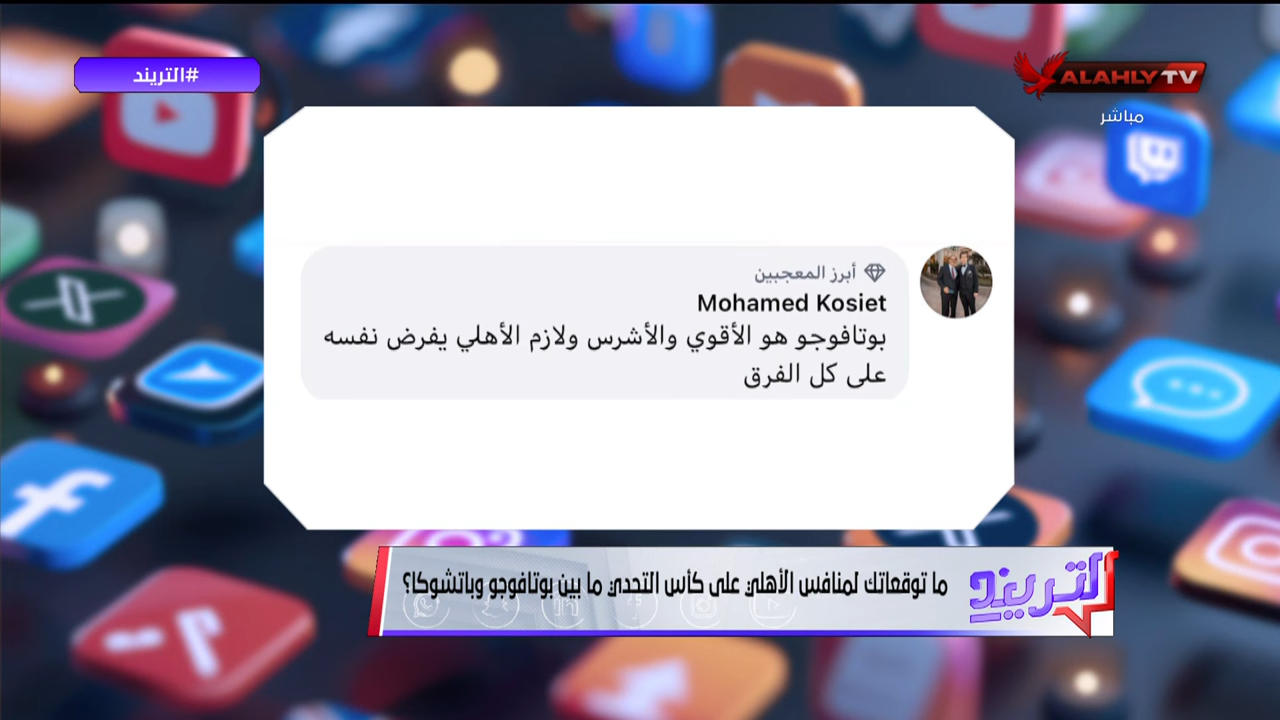 #التريند
ALAHLY TV
مباشر
أبرز المعجبين
Mohamed Kosiet
بوتافوجو هو الأقوي والأشرس ولازم الأهلي يفرض نفسه
على كل الفرق
التريند
ما توقعاتك لمنافس الأهلي على كأس التحدي ما بين بوتافوجو وباتشوكا؟